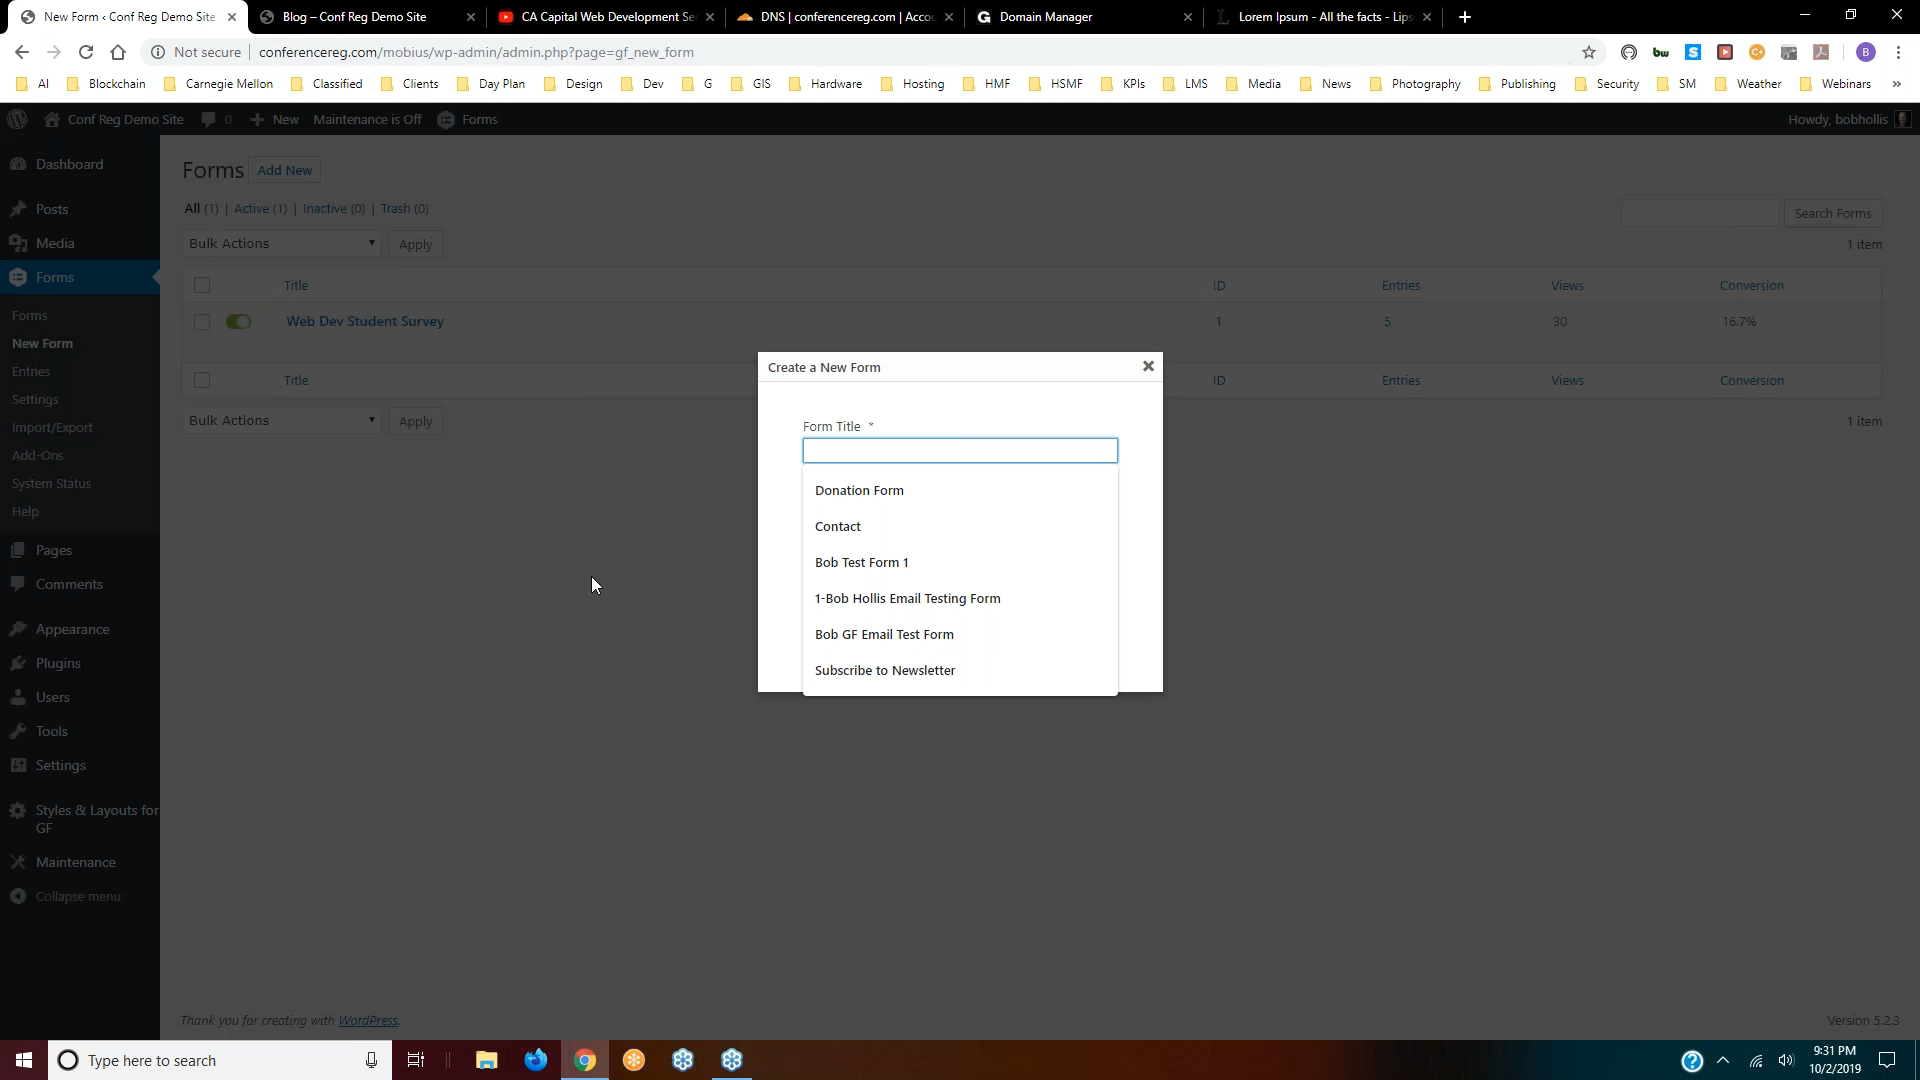 New Form ‹ Conf Reg Demo Site
Blog – Conf Reg Demo Site
CA Capital Web Development Se
DNS | conferencereg.com | Accou
Domain Manager
Lorem Ipsum - All the facts - Lips
Not secure
conferencereg.com/mobius/wp-admin/admin.php?page=gf_new_form
AI
Blockchain
Carnegie Mellon
Classified
Clients
Day Plan
Design
Dev
G
GIS
Hardware
Hosting
HMF
HSMF
KPIs
LMS
Media
News
Photography
Publishing
Security
SM
Weather
Webinars
»
Conf Reg Demo Site
0
New
Maintenance is Off
Forms
Howdy, bobhollis
Dashboard
Posts
Media
Forms
Forms
New Form
Entries
Settings
Import/Export
Add-Ons
System Status
Help
Pages
Comments
Appearance
Plugins
Users
Tools
Settings
Styles & Layouts for
GF
Maintenance
Collapse menu
Forms
Add New
All (1) | Active (1) | Inactive (0) | Trash (0)
Search Forms
Bulk Actions
Apply
1 item
Title
ID
Entries
Views
Conversion
Web Dev Student Survey
1
5
30
16.7%
Title
ID
Entries
Views
Conversion
Bulk Actions
Apply
1 item
Create a New Form
Form Title *
Donation Form
Contact
Bob Test Form 1
1-Bob Hollis Email Testing Form
Bob GF Email Test Form
Subscribe to Newsletter
Thank you for creating with WordPress.
Version 5.2.3
Type here to search
9:31 PM
10/2/2019